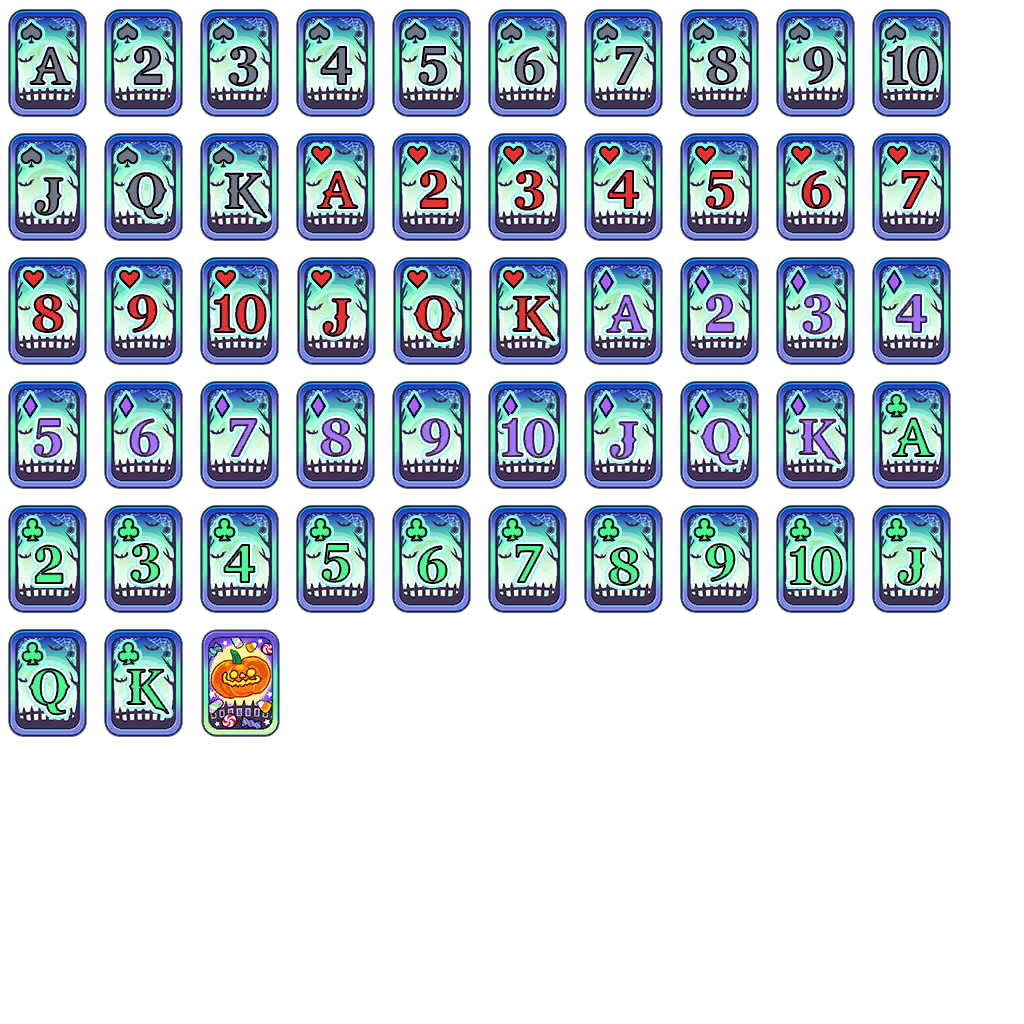 A 2 3 4 5 6 7 8 9 10
J Q K A 2 3 4 5 6 7
8 9 10 J Q K A 2 3 4
5 6 7 8 9 10 J Q K A
2 3 4 5 6 7 8 9 10 J
Q K